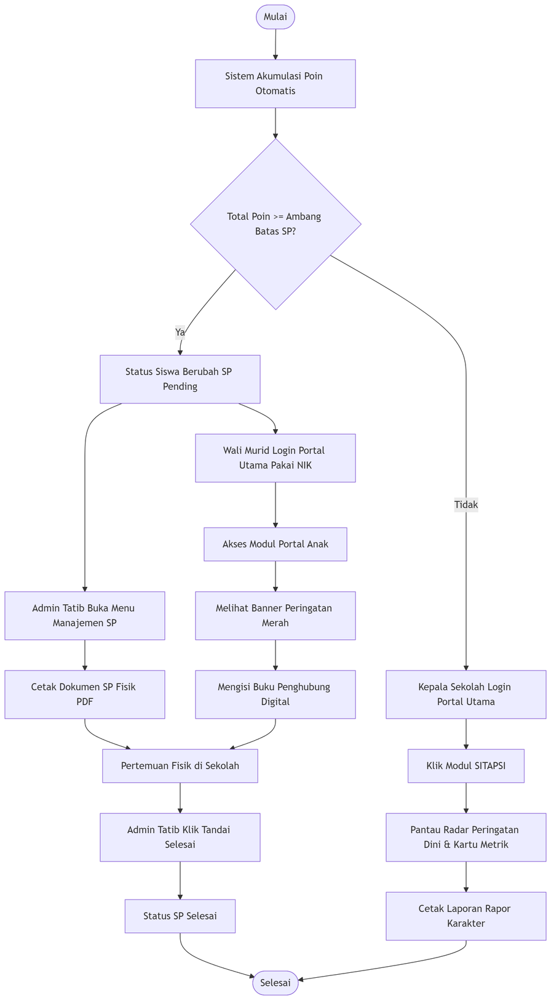 Mulai
Sistem Akumulasi Poin
Otomatis
Total Poin >= Ambang
Batas SP?
Ya
Status Siswa Berubah SP
Pending
Wali Murid Login Portal
Utama Pakai NIK
Tidak
Akses Modul Portal Anak
Admin Tatib Buka Menu
Manajemen SP
Melihat Banner Peringatan
Merah
Cetak Dokumen SP Fisik
PDF
Mengisi Buku Penghubung
Digital
Kepala Sekolah Login
Portal Utama
Pertemuan Fisik di Sekolah
Klik Modul SITAPSI
Admin Tatib Klik Tandai
Selesai
Pantau Radar Peringatan
Dini & Kartu Metrik
Status SP Selesai
Cetak Laporan Rapor
Karakter
Selesai